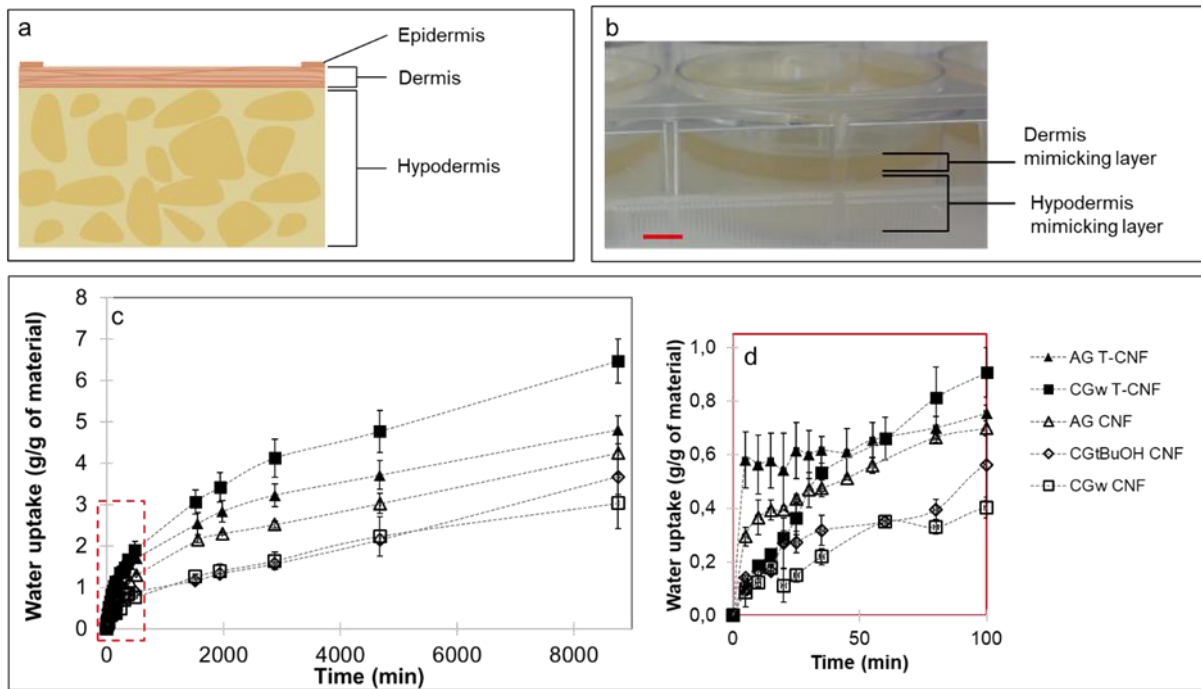 a
Epidermis
Dermis
Hypodermis
b
Dermis
mimicking layer
Hypodermis
mimicking layer
c
Water uptake (g/g of material)
8
7
6
5
4
3
2
1
0
0 2000 4000 6000 8000
Time (min)
d
Water uptake (g/g of material)
1,0
0,8
0,6
0,4
0,2
0,0
0 50 100
Time (min)
AG T-CNF
CGw T-CNF
AG CNF
CGtBuOH CNF
CGw CNF